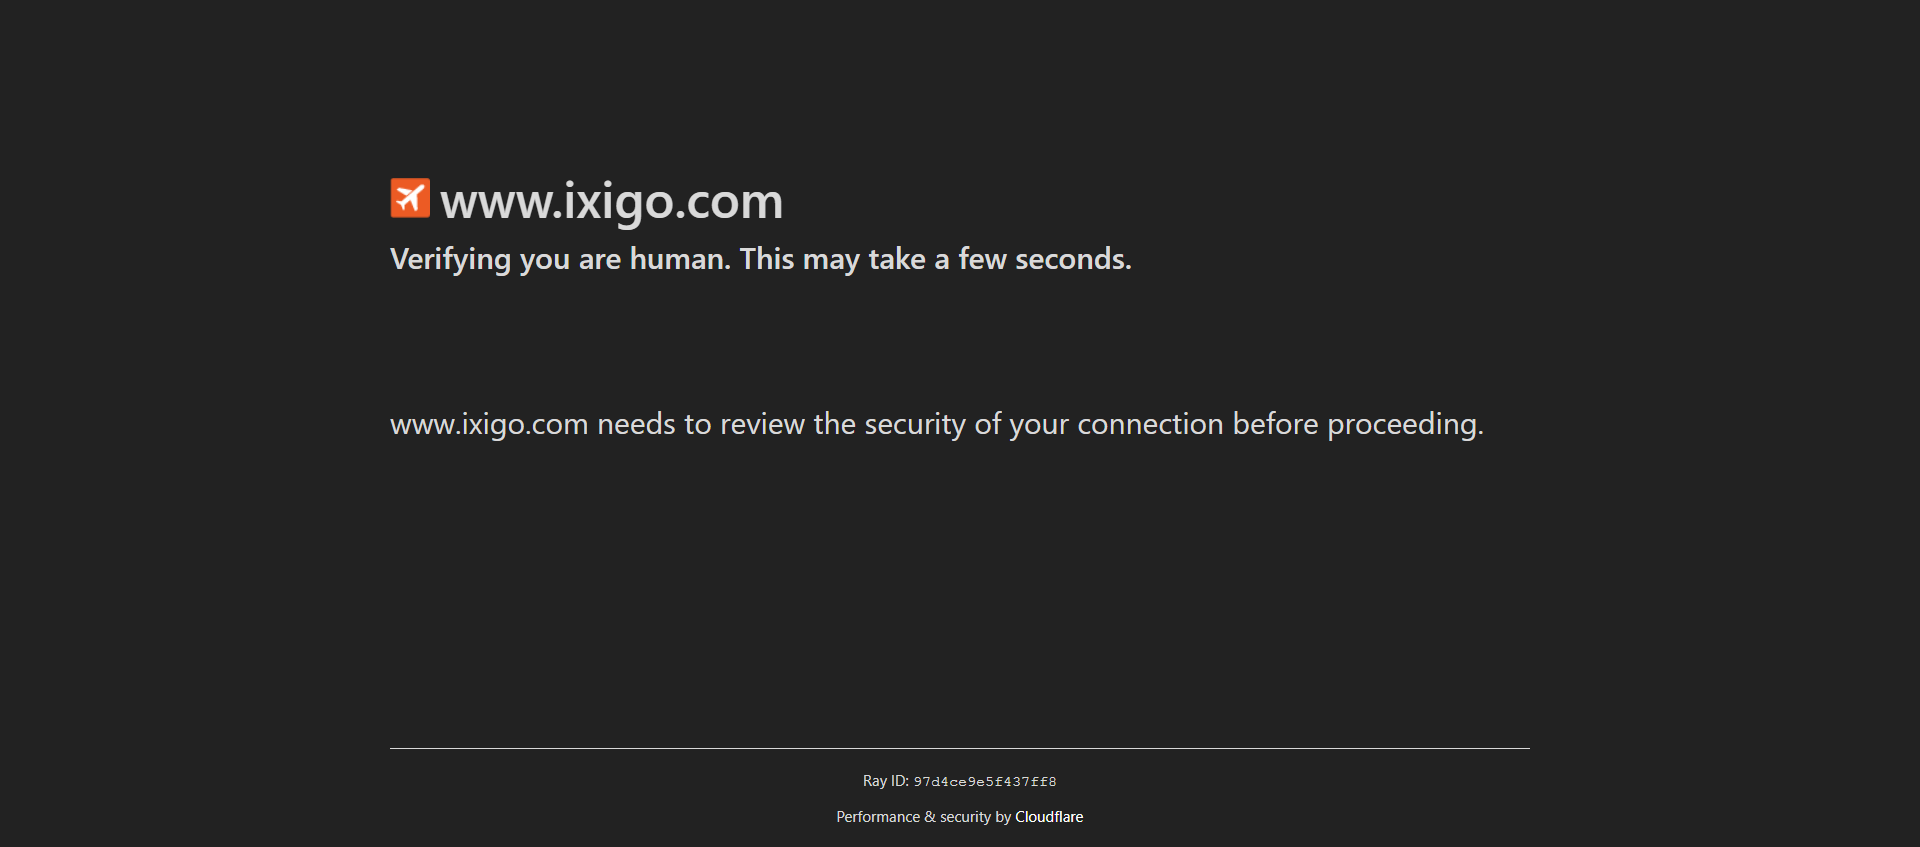 www.ixigo.com
Verifying you are human. This may take a few seconds.
www.ixigo.com needs to review the security of your connection before proceeding.
Ray ID: 97d4ce9e5f437ff8
Performance & security by Cloudflare